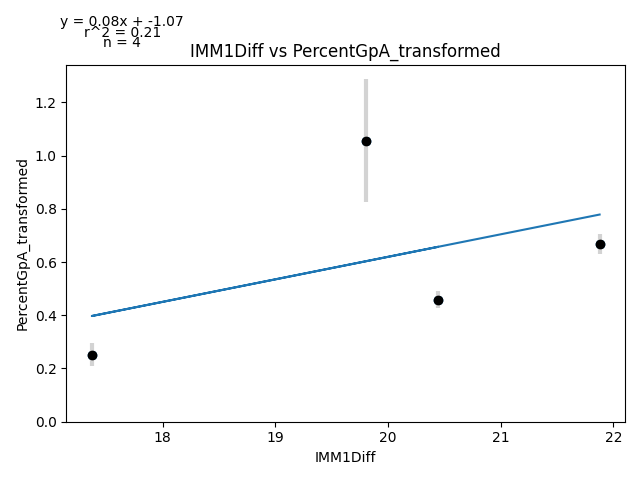 y = 0.08x + -1.07
r^2 = 0.21
n = 4
IMM1Diff vs PercentGpA_transformed
1.2
1.0
0.8
0.6
0.4
0.2
0.0
PercentGpA_transformed
18 19 20 21 22
IMM1Diff